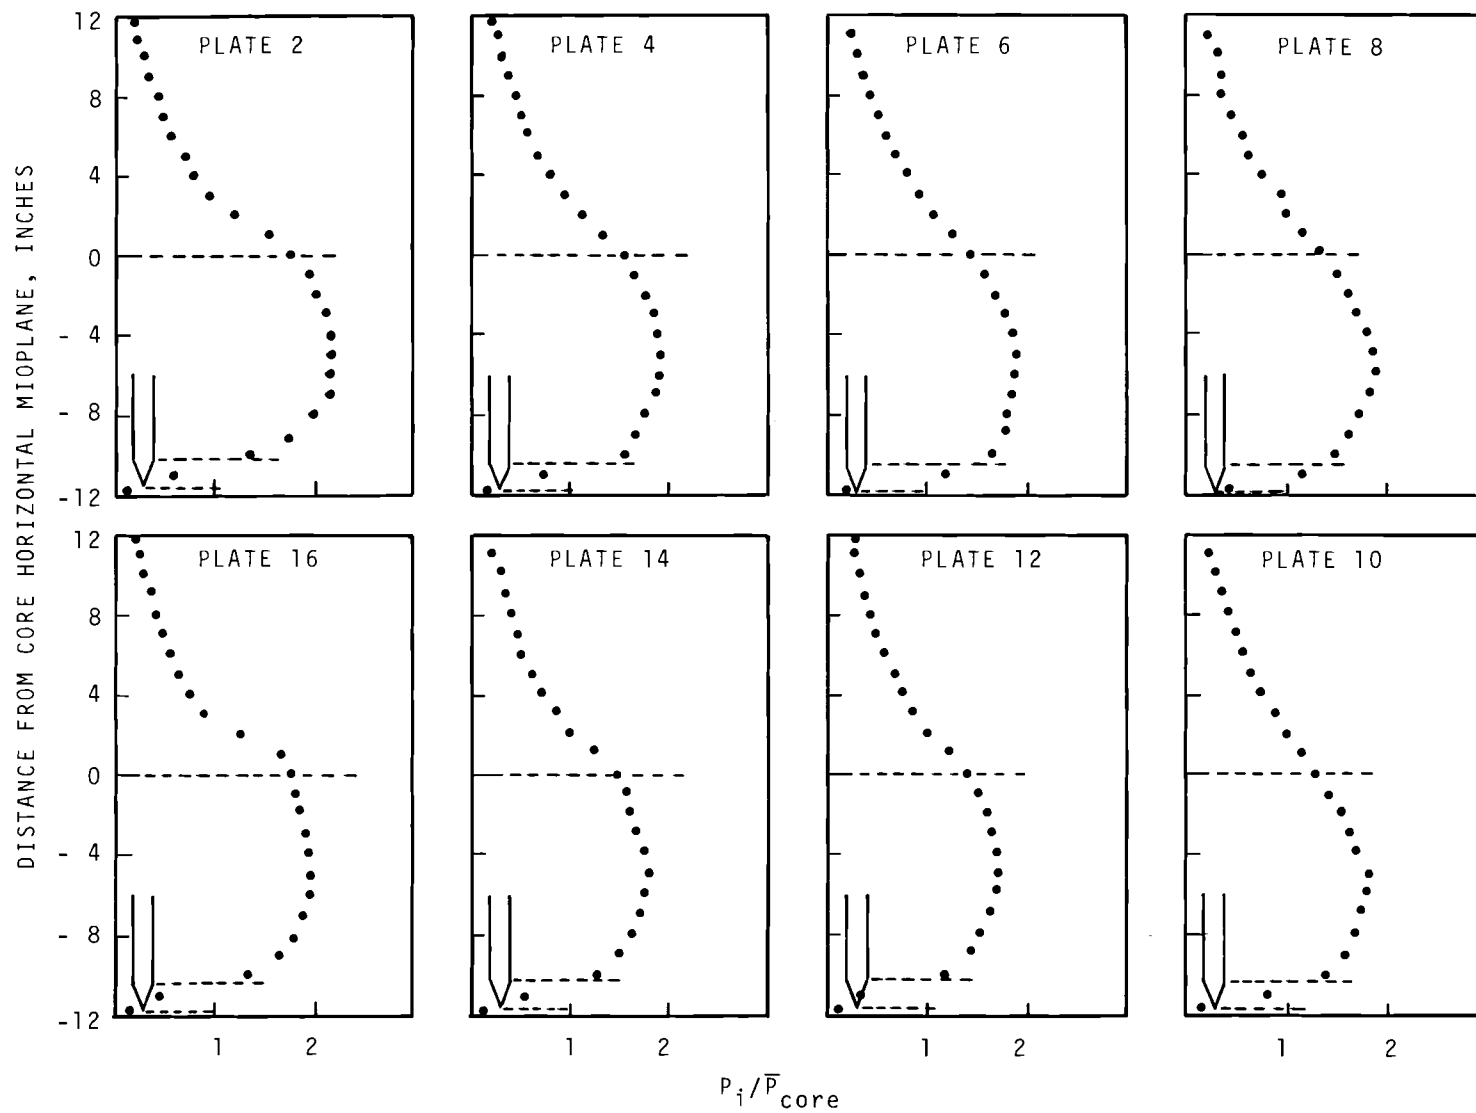 DISTANCE FROM CORE HORIZONTAL MIOPLANE, INCHES
12
8
4
0
- 4
- 8
-12
PLATE 2
PLATE 4
PLATE 6
PLATE 8
12
8
4
0
- 4
- 8
-12
PLATE 16
PLATE 14
PLATE 12
PLATE 10
1 2
1 2
1 2
1 2
Pi/P̅core